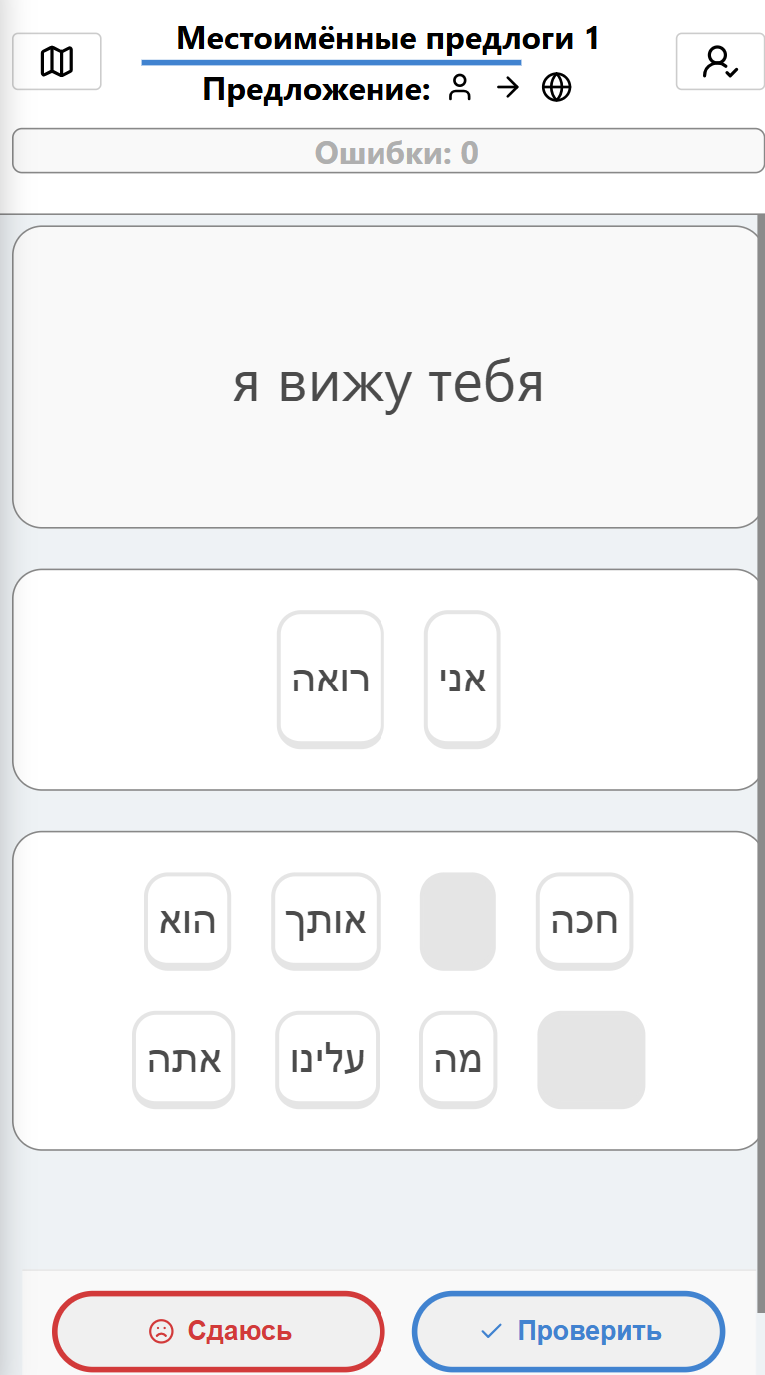 Местоимённые предлоги 1
Предложение:
Ошибки: 0
я вижу тебя
אני רואה
חכה אותך הוא
מה עלינו אתה
Сдаюсь Проверить